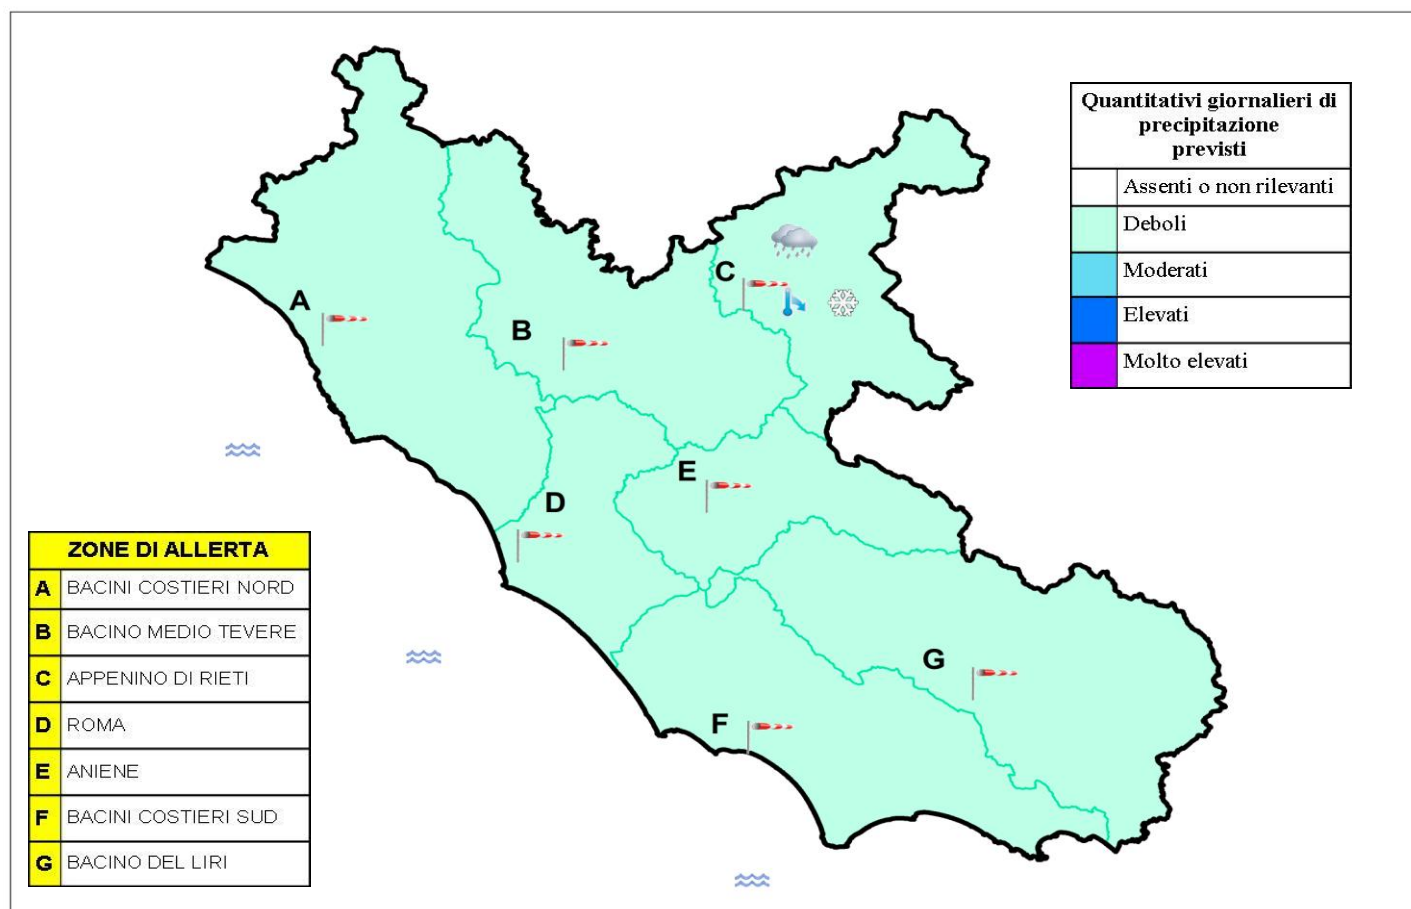 Quantitativi giornalieri di
precipitazione
previsti
Assenti o non rilevanti
Deboli
Moderati
Elevati
Molto elevati
A
B
C
D
E
F
G
ZONE DI ALLERTA
A BACINI COSTIERI NORD
B BACINO MEDIO TEVERE
C APPENINO DI RIETI
D ROMA
E ANIENE
F BACINI COSTIERI SUD
G BACINO DEL LIRI